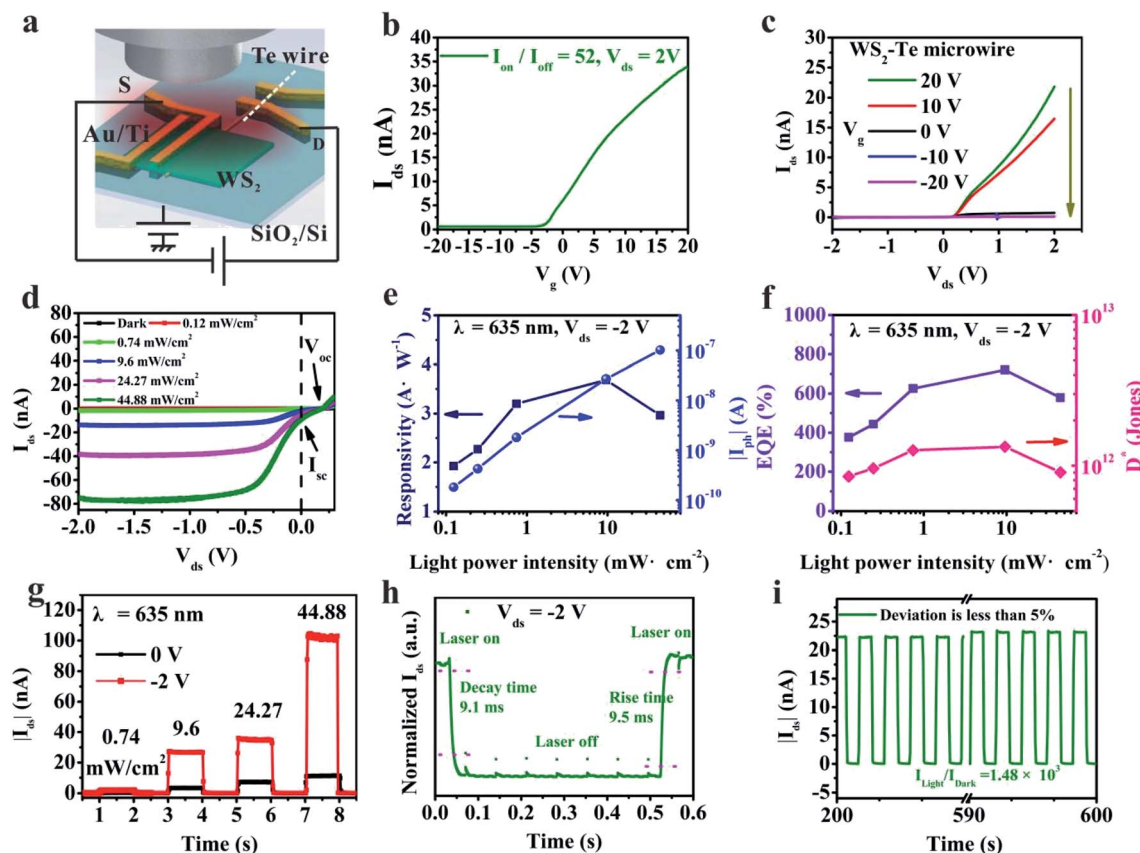 a
Te wire
S
Au/Ti
D
WS2
SiO2/Si
b
Ion / Ioff = 52, Vds = 2V
Ids (nA)
40
35
30
25
20
15
10
5
0
-20 -15 -10 -5 0 5 10 15 20
Vg (V)
c
WS2-Te microwire
20 V
10 V
Vg 0 V
-10 V
-20 V
Ids (nA)
30
25
20
15
10
5
0
-5
-2 -1 0 1 2
Vds (V)
d
Dark 0.12 mW/cm2
0.74 mW/cm2
9.6 mW/cm2
24.27 mW/cm2
44.88 mW/cm2
Voc
Isc
Ids (nA)
80
60
40
20
0
-20
-40
-60
-80
-2.0 -1.5 -1.0 -0.5 0.0
Vds (V)
e
λ = 635 nm, Vds = -2 V
Responsivity (A· W-1)
5
4
3
2
1
10-7
10-8
10-9
10-10
|Iph| (A)
0.1 1 10
Light power intensity (mW· cm-2)
f
λ = 635 nm, Vds = -2 V
EQE (%)
1000
800
600
400
200
0
1013
1012
D* (Jones)
0.1 1 10
Light power intensity (mW· cm-2)
g
λ = 635 nm
44.88
0 V
-2 V
24.27
9.6
0.74
mW/cm2
|Ids| (nA)
120
100
80
60
40
20
0
1 2 3 4 5 6 7 8
Time (s)
h
Vds = -2 V
Laser on
Laser on
Decay time
9.1 ms
Rise time
9.5 ms
Laser off
Normalized Ids (a.u.)
0.0 0.1 0.2 0.3 0.4 0.5 0.6
Time (s)
i
Deviation is less than 5%
ILight/IDark =1.48 × 103
|Ids| (nA)
25
20
15
10
5
0
-5
200 590 600
Time (s)